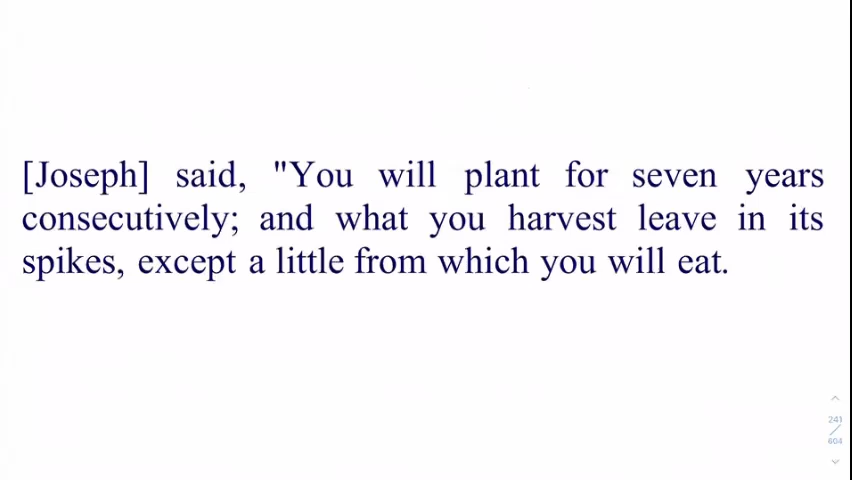 [Joseph] said, "You will plant for seven years
consecutively; and what you harvest leave in its
spikes, except a little from which you will eat.
241
604